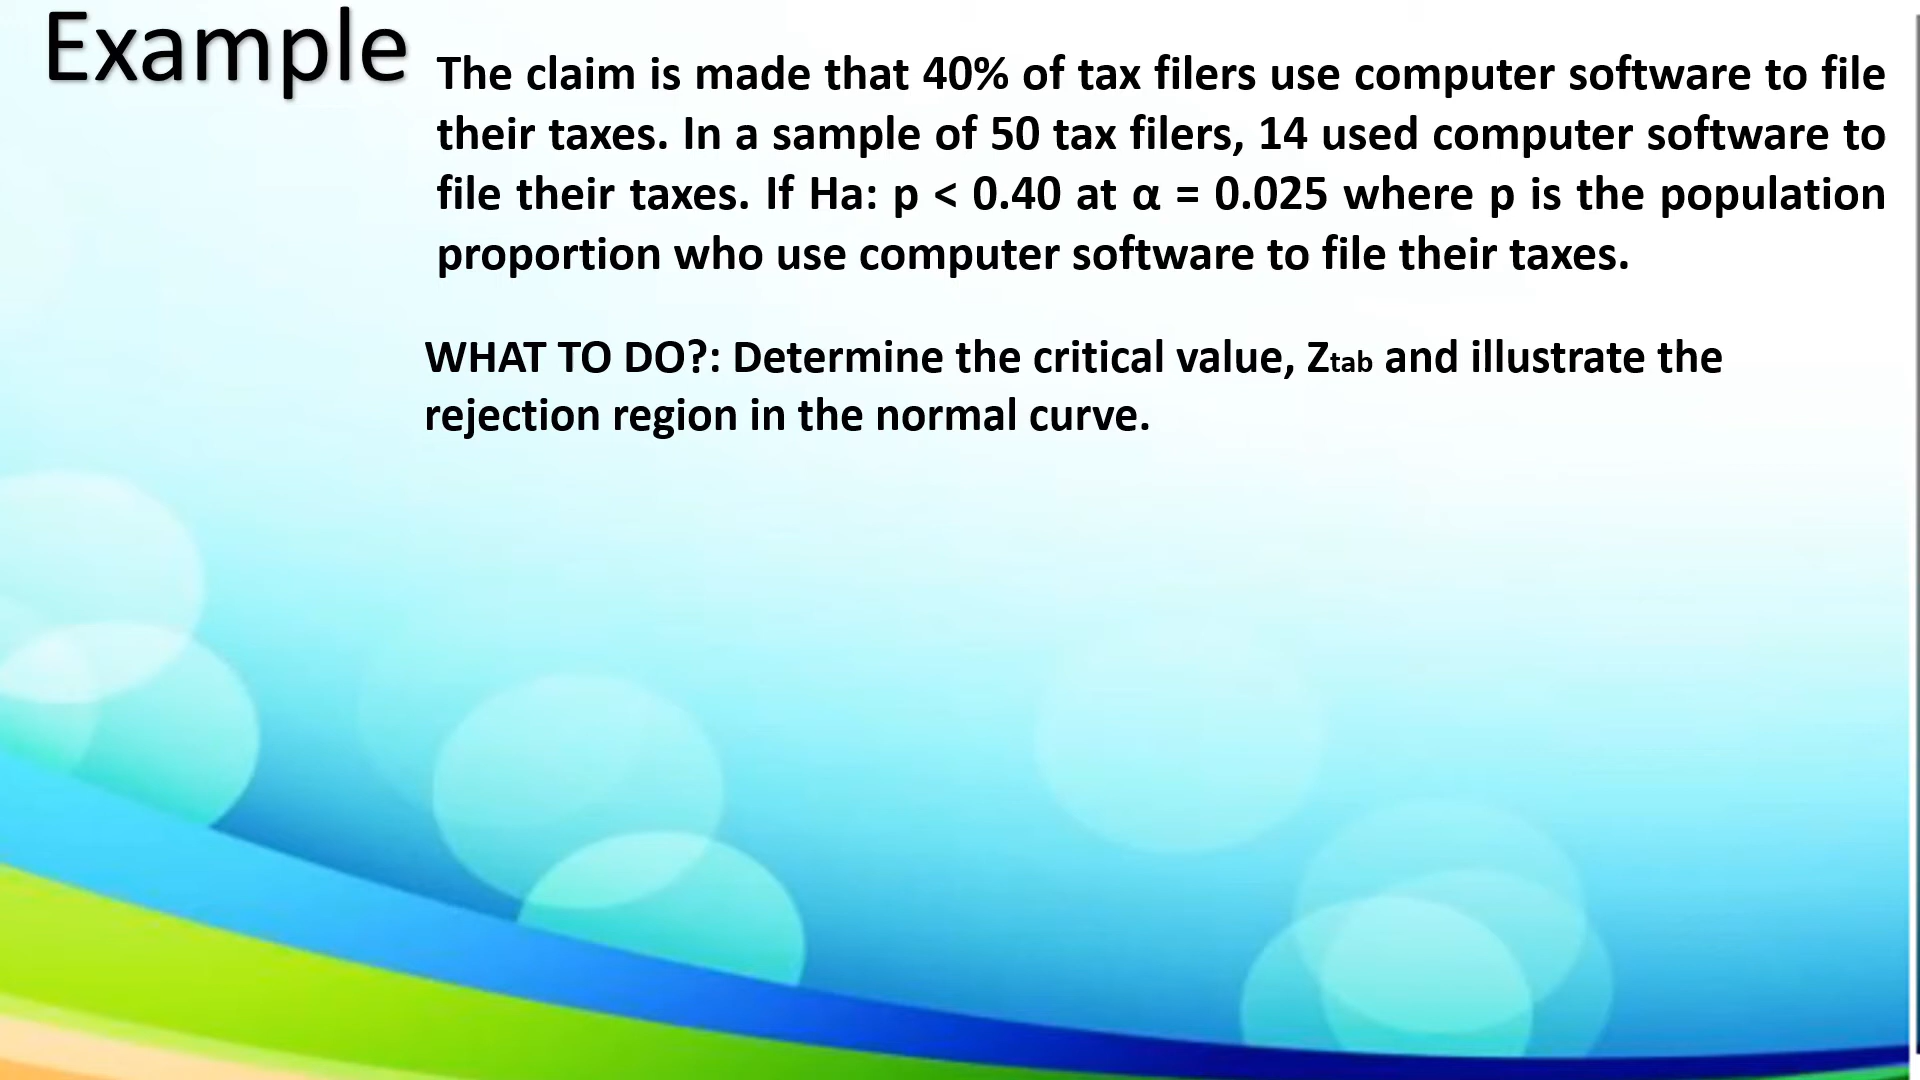 Example
The claim is made that 40% of tax filers use computer software to file
their taxes. In a sample of 50 tax filers, 14 used computer software to
file their taxes. If Ha: p < 0.40 at α = 0.025 where p is the population
proportion who use computer software to file their taxes.
WHAT TO DO?: Determine the critical value, Ztab and illustrate the
rejection region in the normal curve.